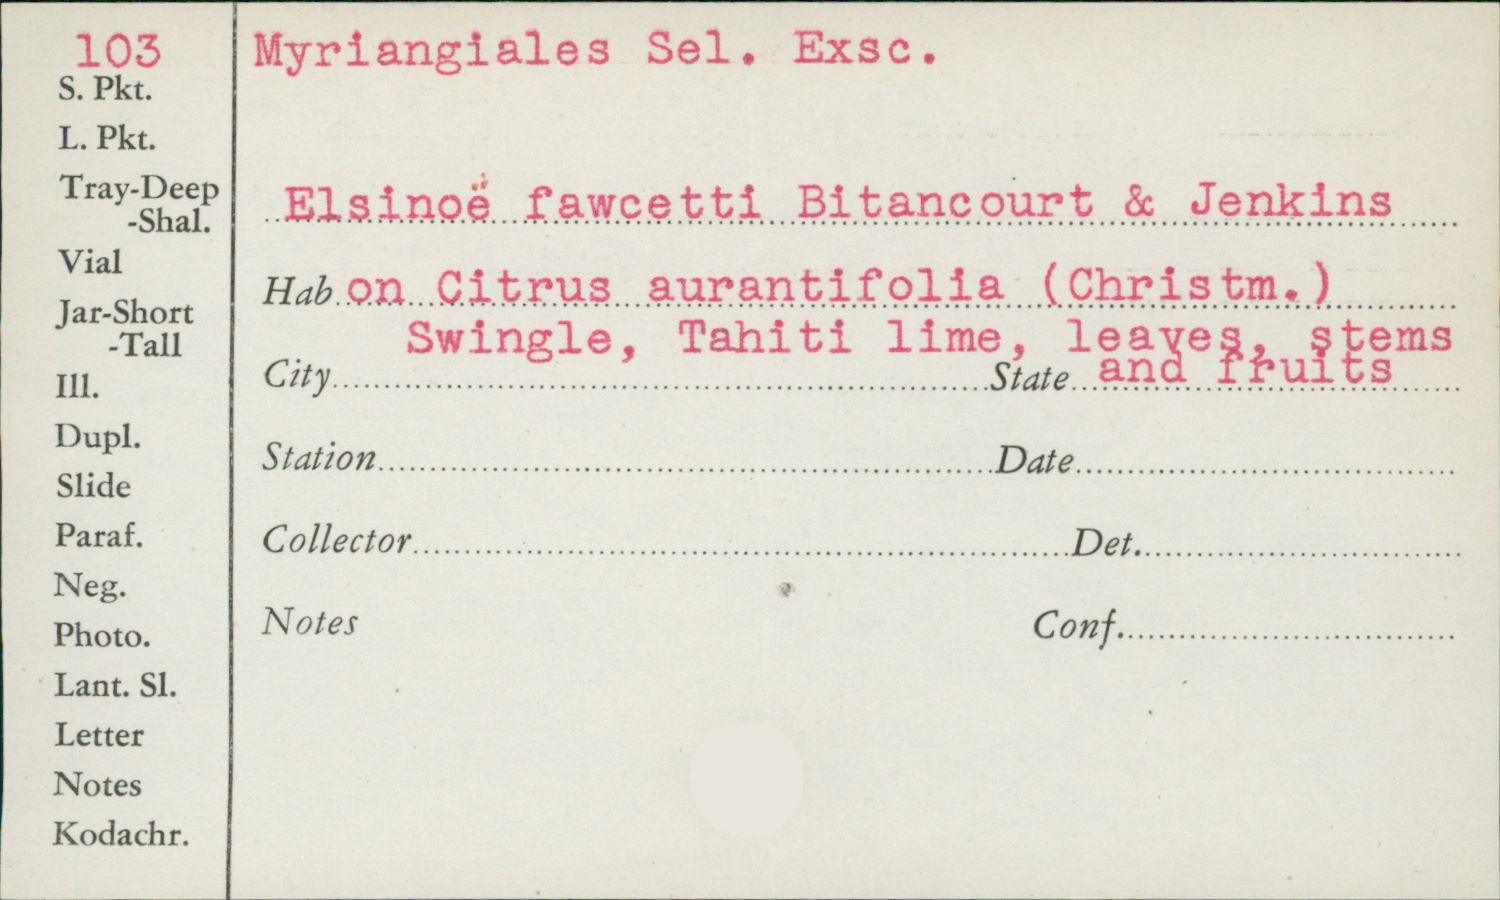 103
Myriangiales Sel. Exsc.
S. Pkt.
L. Pkt.
Tray-Deep
-Shal.
Vial
Jar-Short
-Tall
Ill.
Dupl.
Slide
Paraf.
Neg.
Photo.
Lant. Sl.
Letter
Notes
Kodachr.
Elsinoë fawcetti Bitancourt & Jenkins
Hab on Citrus aurantifolia (Christm.)
Swingle, Tahiti lime, leaves, stems
and fruits
City State
Station Date
Collector Det.
Notes Conf.